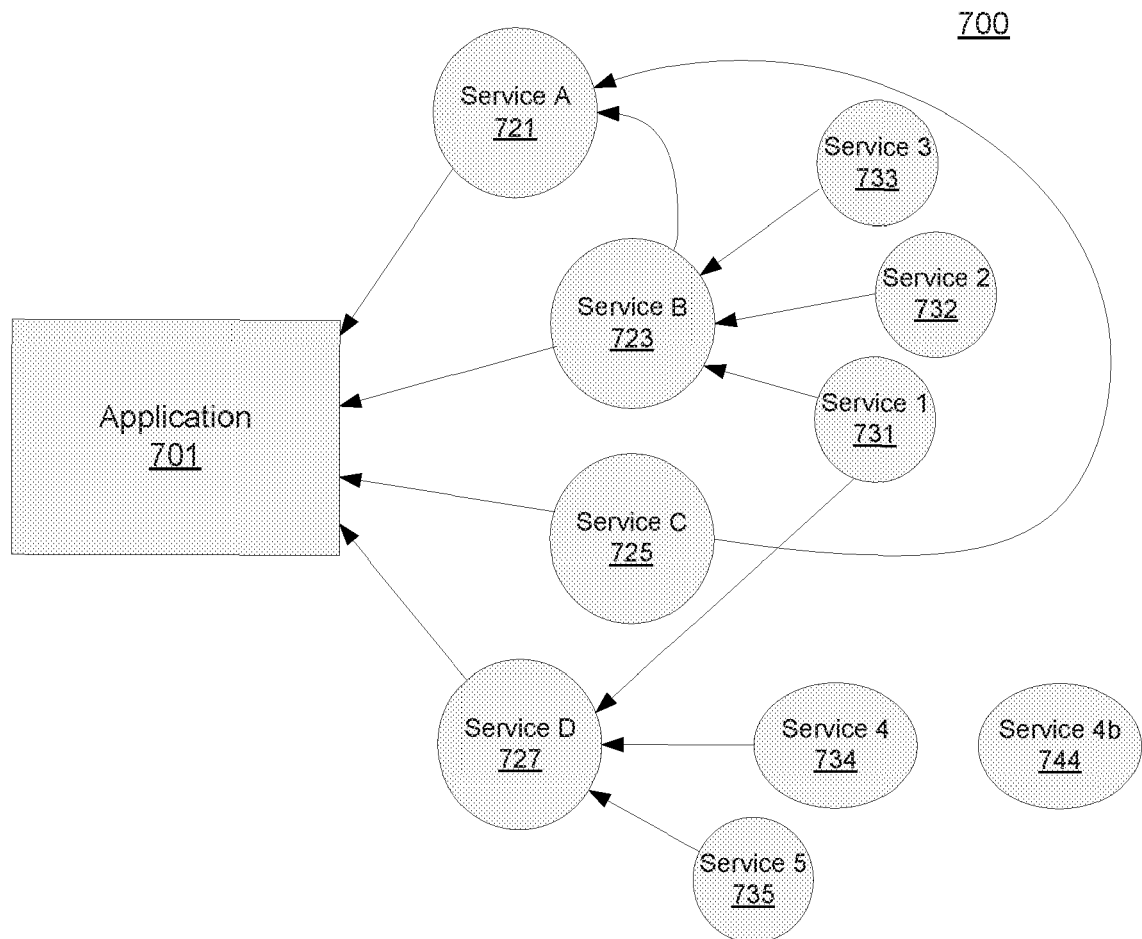 700
Service A
721
Service 3
733
Service 2
732
Service B
723
Service 1
731
Application
701
Service C
725
Service D
727
Service 4
734
Service 4b
744
Service 5
735